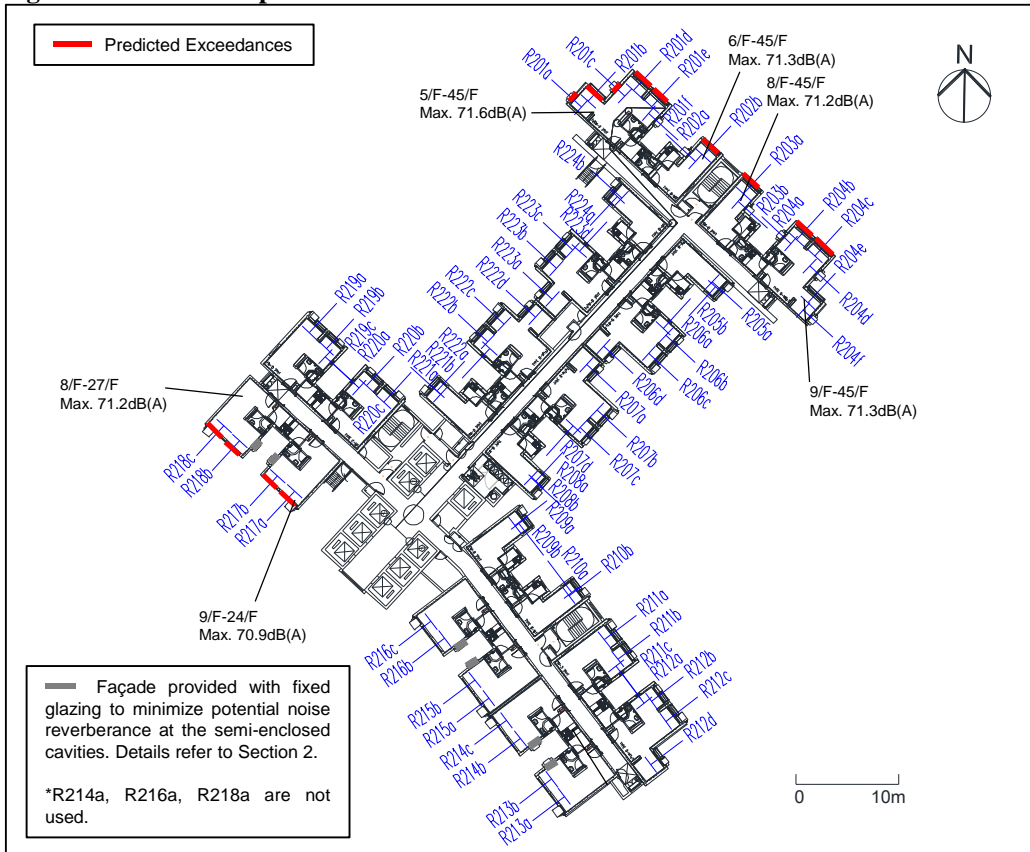 Predicted Exceedances
N
6/F-45/F
Max. 71.3dB(A)
8/F-45/F
Max. 71.2dB(A)
5/F-45/F
Max. 71.6dB(A)
R201a
R201c
R201b
R201d
R201e
R201f
R202a
R202b
R203a
R203b
R204a
R204b
R204c
R204e
R204d
R204f
R224b
R224a
R223d
R223c
R223b
R223a
R222d
R222c
R222b
R222a
R221b
R221a
R205a
R205b
R206a
R206b
R206c
R206d
R207a
R207b
R207c
R207d
R208a
R208b
R209a
R209b
R210a
R210b
R219a
R219b
R219c
R220a
R220b
R220c
8/F-27/F
Max. 71.2dB(A)
9/F-45/F
Max. 71.3dB(A)
R218c
R218b
R217b
R217a
9/F-24/F
Max. 70.9dB(A)
R211a
R211b
R211c
R212a
R212b
R212c
R212d
R216c
R216b
R215b
R215a
R214c
R214b
R213b
R213a
Façade provided with fixed
glazing to minimize potential noise
reverberance at the semi-enclosed
cavities. Details refer to Section 2.
*R214a, R216a, R218a are not
used.
0 10m